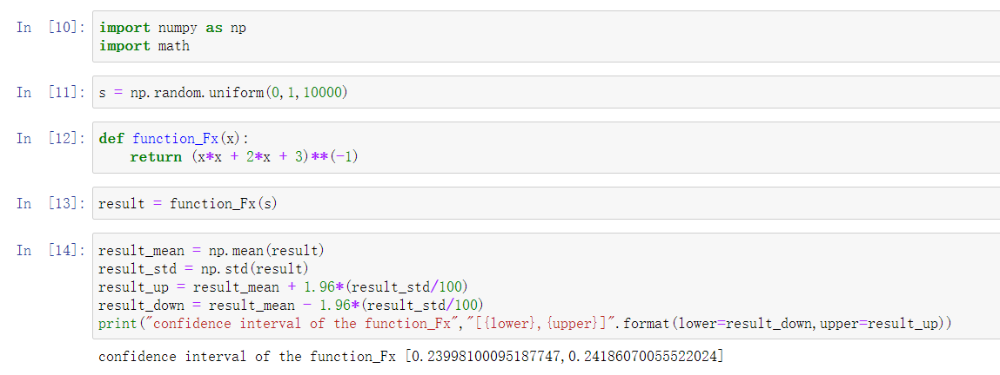 In [10]: import numpy as np
import math
In [11]: s = np.random.uniform(0,1,10000)
In [12]: def function_Fx(x):
    return (x*x + 2*x + 3)**(-1)
In [13]: result = function_Fx(s)
In [14]: result_mean = np.mean(result)
result_std = np.std(result)
result_up = result_mean + 1.96*(result_std/100)
result_down = result_mean - 1.96*(result_std/100)
print("confidence interval of the function_Fx","[{lower},{upper}]".format(lower=result_down,upper=result_up))
confidence interval of the function_Fx [0.23998100095187747,0.24186070055522024]